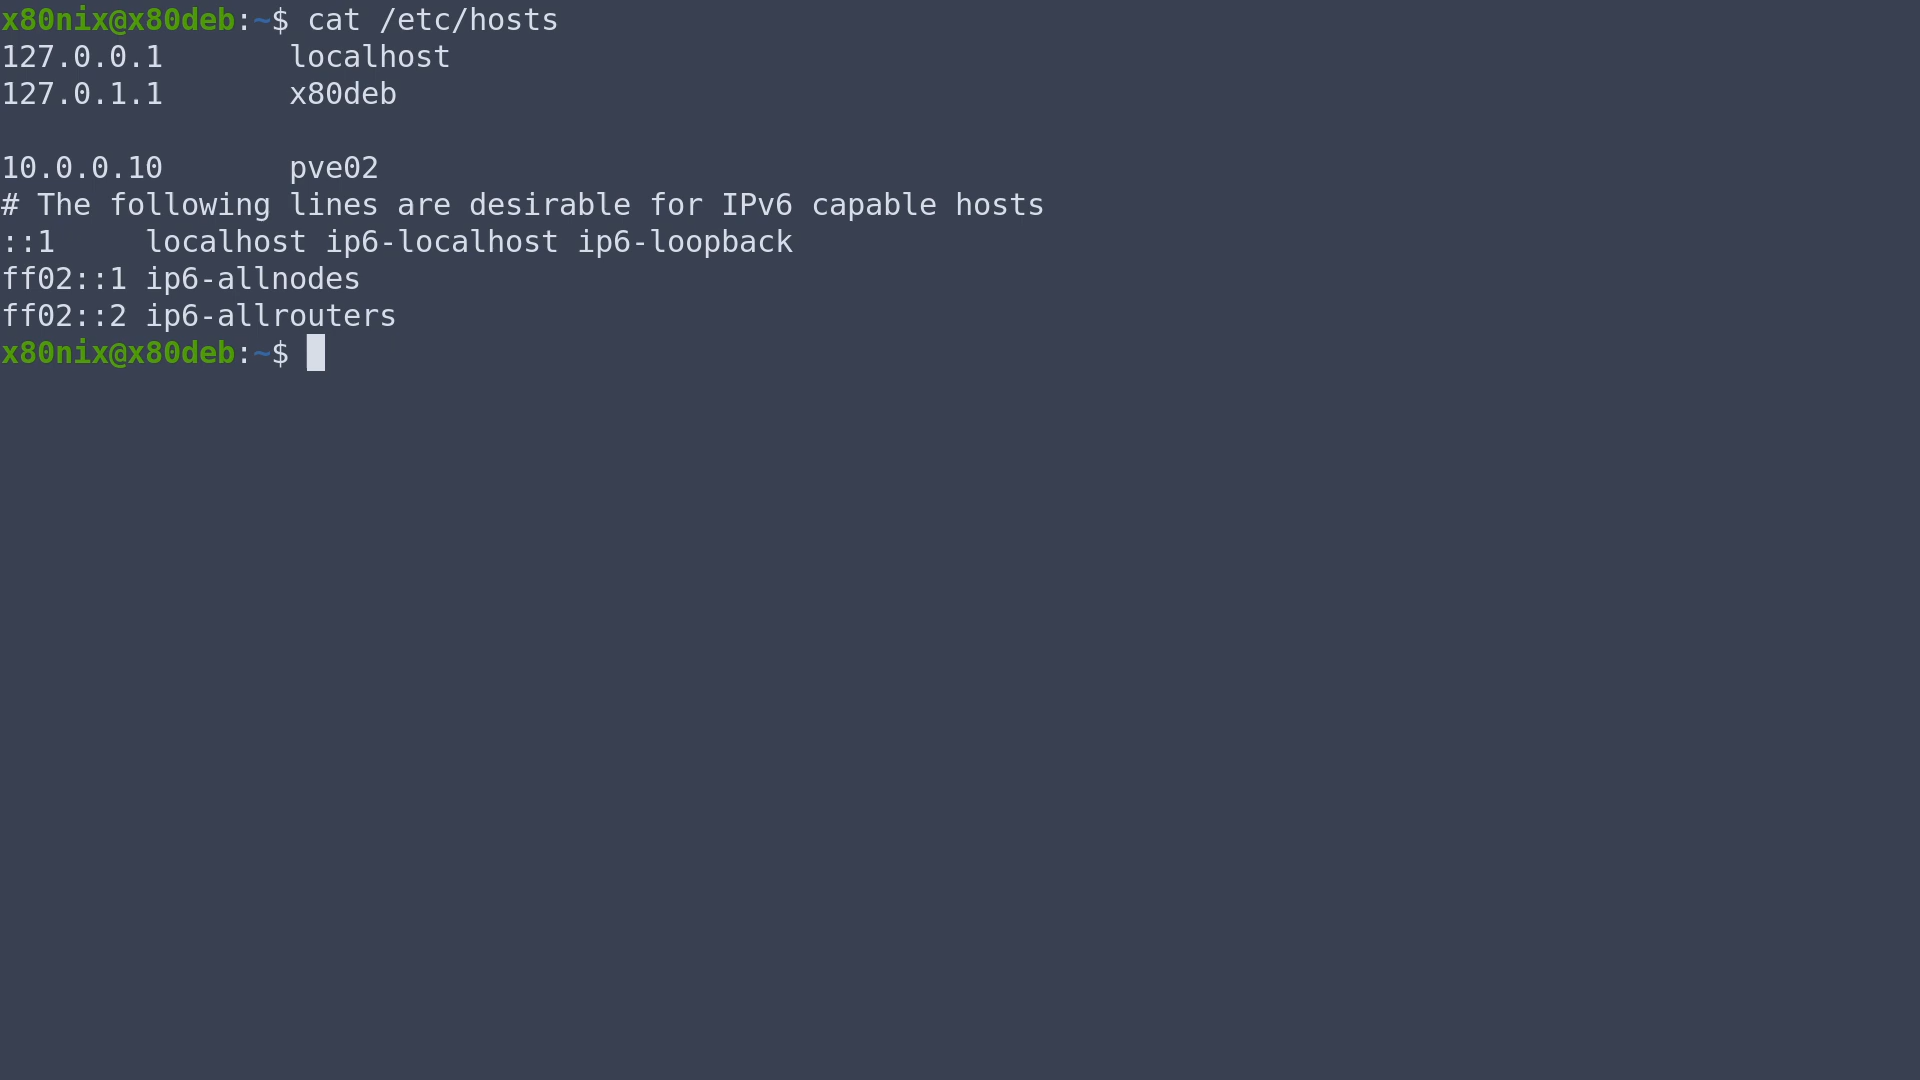 x80nix@x80deb:~$ cat /etc/hosts
127.0.0.1       localhost
127.0.1.1       x80deb

10.0.0.10       pve02
# The following lines are desirable for IPv6 capable hosts
::1     localhost ip6-localhost ip6-loopback
ff02::1 ip6-allnodes
ff02::2 ip6-allrouters
x80nix@x80deb:~$